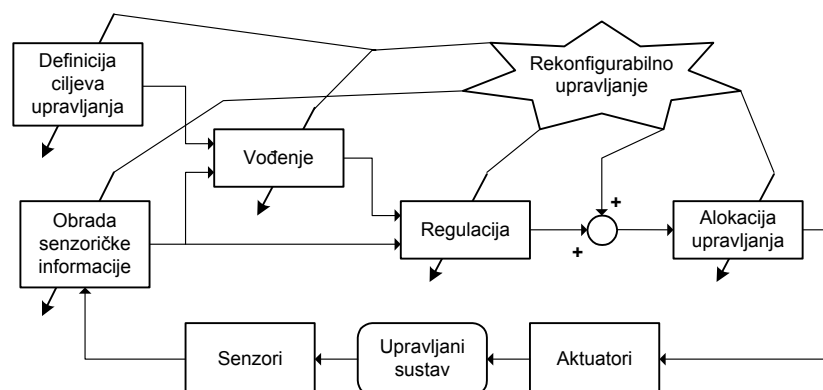 Definicija
ciljeva
upravljanja
Rekonfigurabilno
upravljanje
Vođenje
Obrada
senzoričke
informacije
Regulacija
+
+
Alokacija
upravljanja
Senzori
Upravljani
sustav
Aktuatori